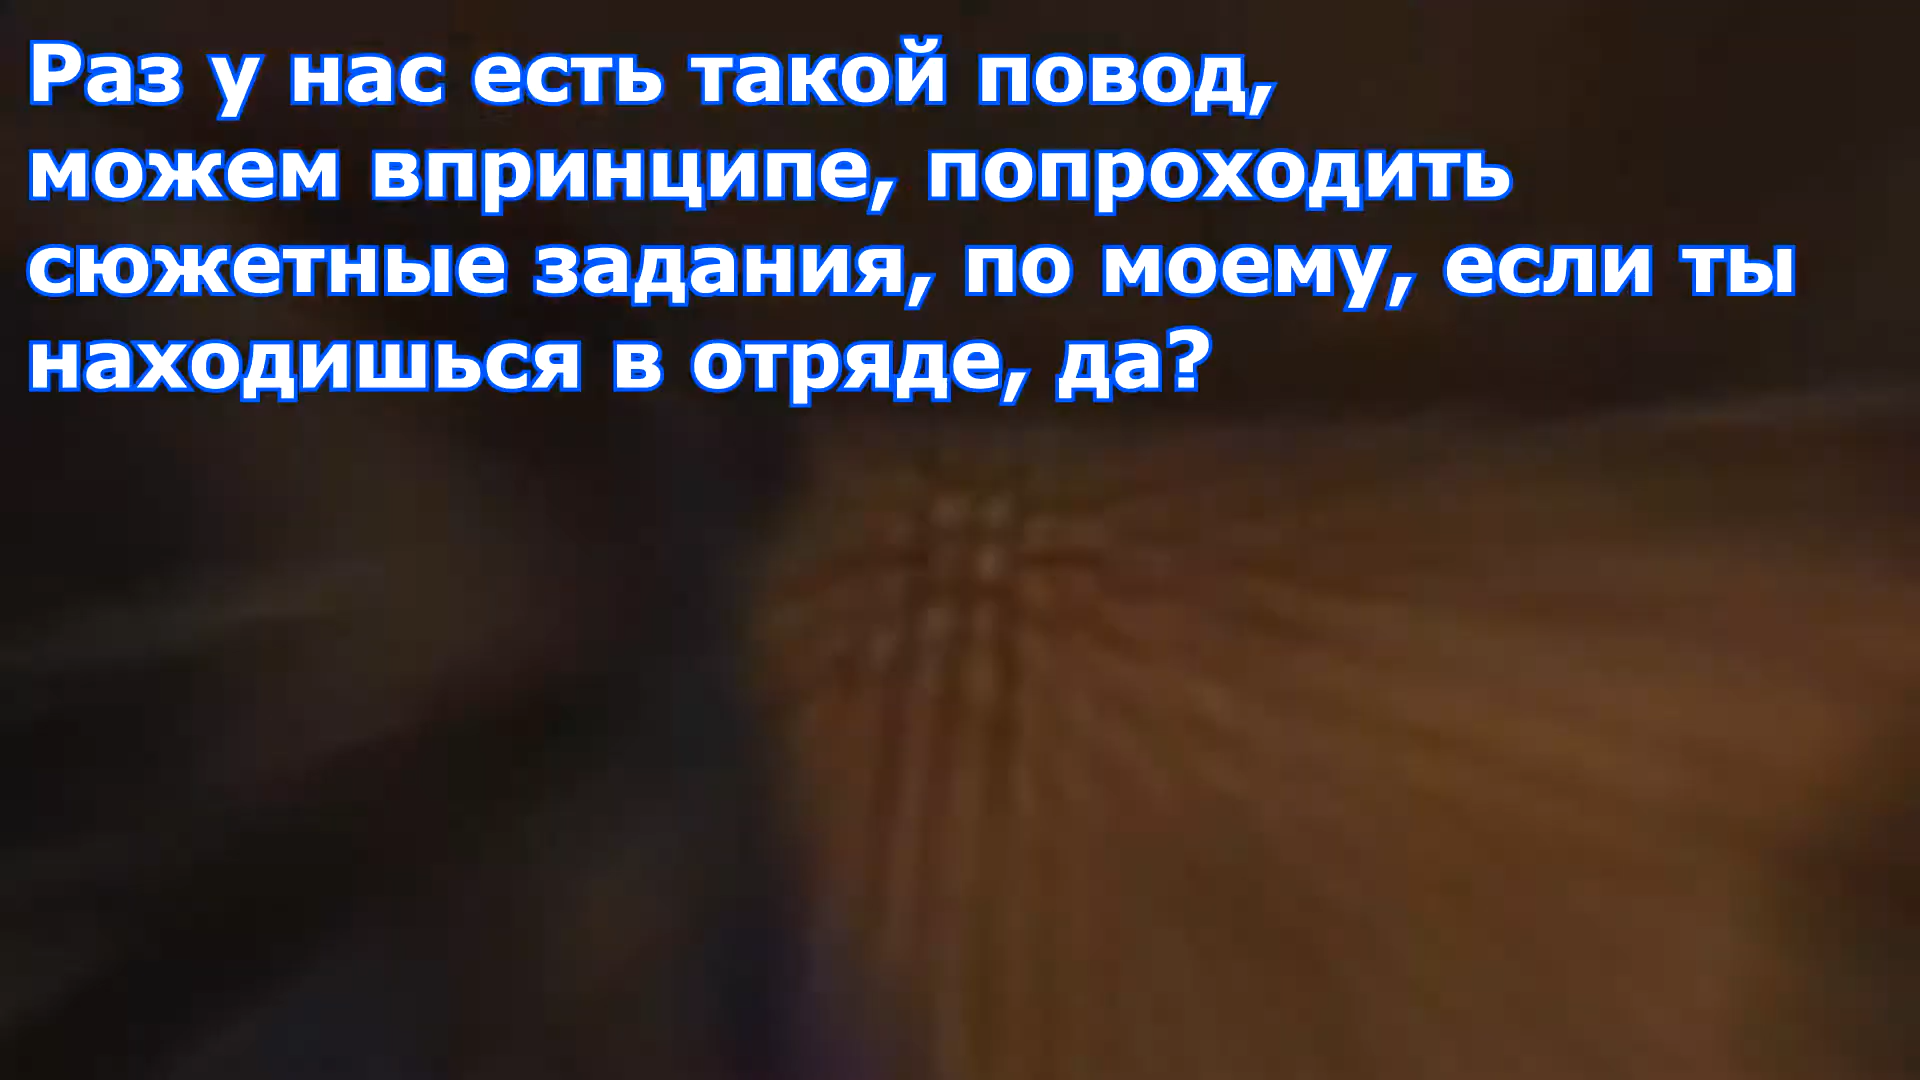 Раз у нас есть такой повод,
можем впринципе, попроходить
сюжетные задания, по моему, если ты
находишься в отряде, да?